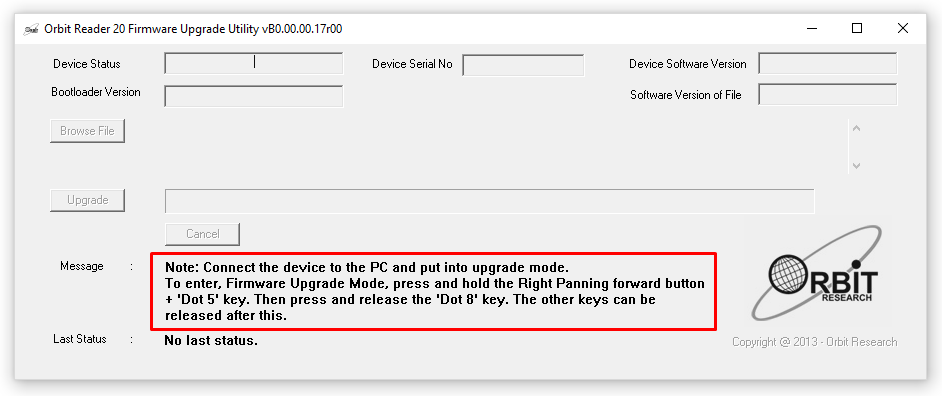 Orbit Reader 20 Firmware Upgrade Utility vB0.00.00.17r00
Device Status
Device Serial No
Device Software Version
Bootloader Version
Software Version of File
Browse File
Upgrade
Cancel
Message :
Note: Connect the device to the PC and put into upgrade mode.
To enter, Firmware Upgrade Mode, press and hold the Right Panning forward button
+ 'Dot 5' key. Then press and release the 'Dot 8' key. The other keys can be
released after this.
ORBIT
RESEARCH
Last Status :
No last status.
Copyright @ 2013 - Orbit Research